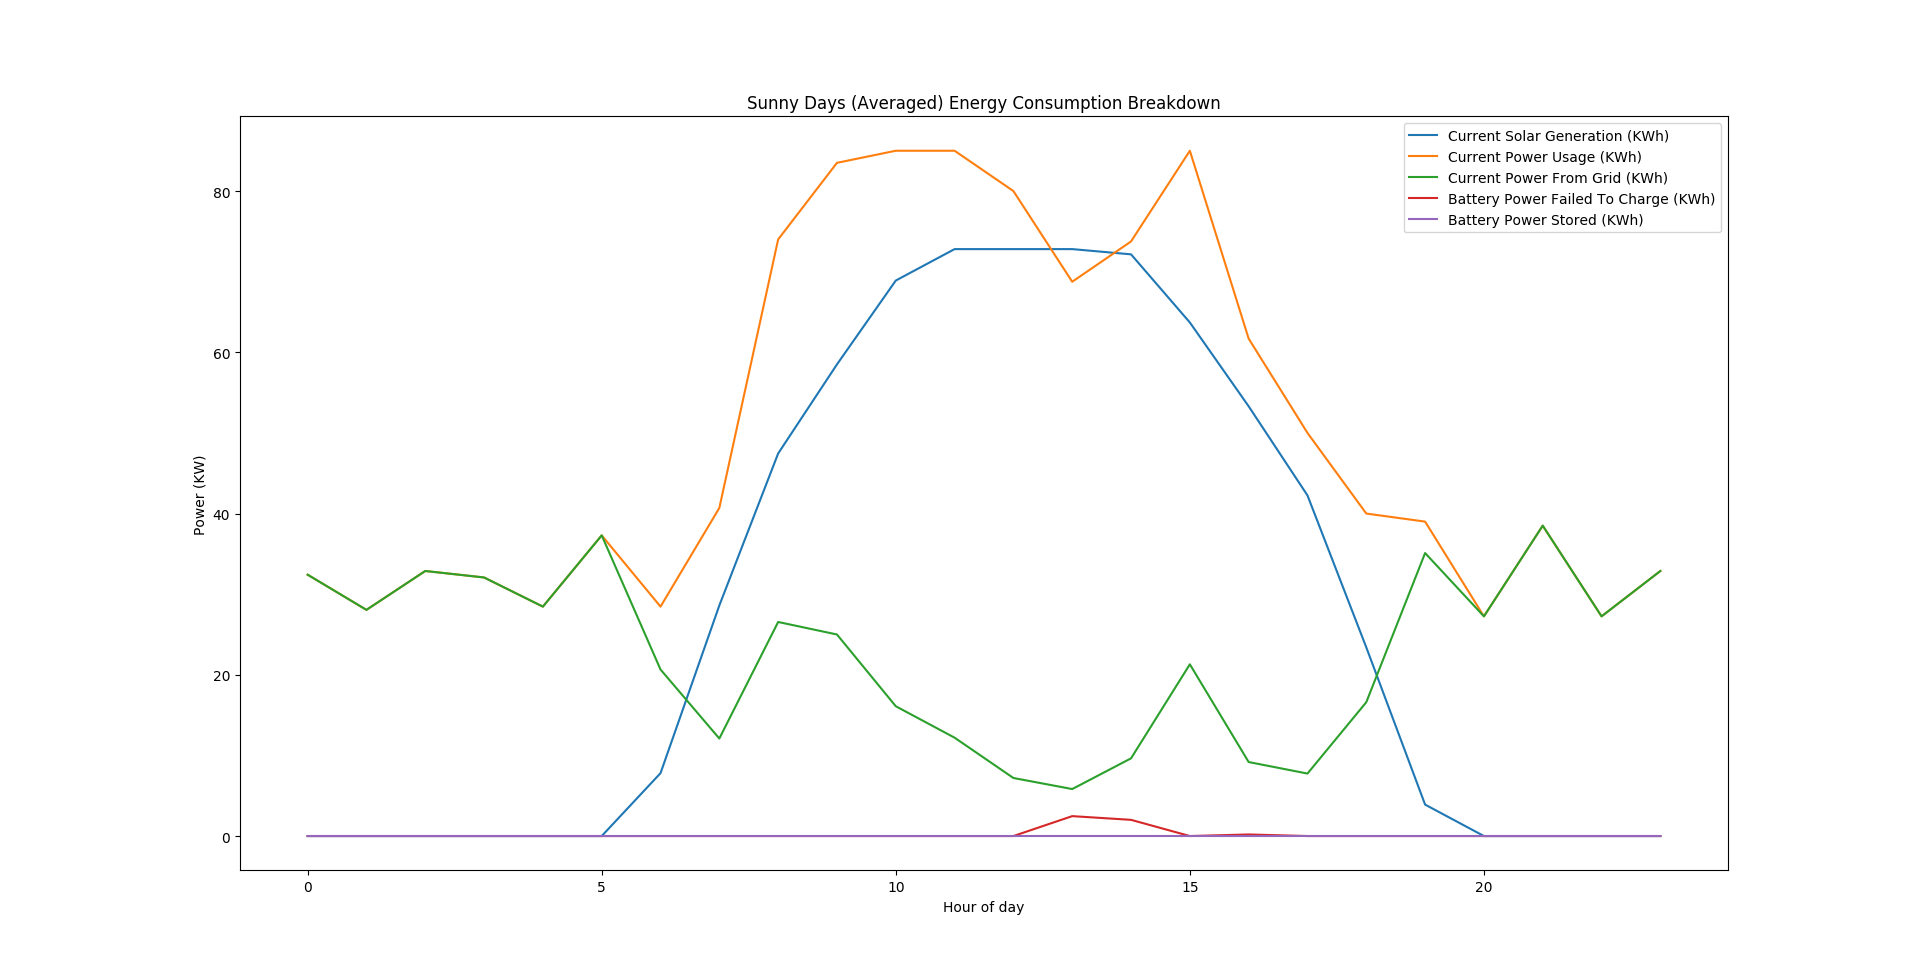 Sunny Days (Averaged) Energy Consumption Breakdown
Current Solar Generation (KWh)
Current Power Usage (KWh)
Current Power From Grid (KWh)
Battery Power Failed To Charge (KWh)
Battery Power Stored (KWh)
Power (KW)
80
60
40
20
0
0 5 10 15 20
Hour of day